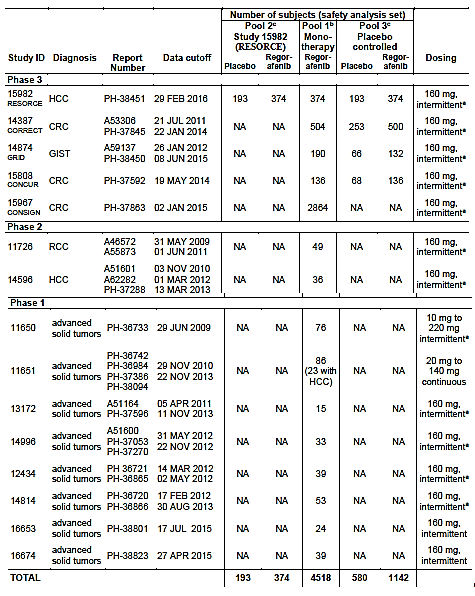 Number of subjects (safety analysis set)
Study ID Diagnosis Report Number Data cutoff Pool 2c Study 15982 (RESORCE) Pool 1b Mono-therapy Pool 3c Placebo controlled Dosing
Placebo Regor-afenib Regor-afenib Placebo Regor-afenib
Phase 3
15982 RESORCE HCC PH-38451 29 FEB 2016 193 374 374 193 374 160 mg, intermittentª
14387 CORRECT CRC A53306 PH-37845 21 JUL 2011 22 JAN 2014 NA NA 504 253 500 160 mg, intermittentª
14874 GRID GIST A59137 PH-38450 26 JAN 2012 08 JUN 2015 NA NA 190 66 132 160 mg, intermittentª
15808 CONCUR CRC PH-37592 19 MAY 2014 NA NA 136 68 136 160 mg, intermittentª
15967 CONSIGN CRC PH-37863 02 JAN 2015 NA NA 2864 NA NA 160 mg, intermittentª
Phase 2
11726 RCC A46572 A55873 31 MAY 2009 01 JUN 2011 NA NA 49 NA NA 160 mg, intermittentª
14596 HCC A51601 A62282 PH-37288 03 NOV 2010 01 MAR 2012 13 MAR 2013 NA NA 36 NA NA 160 mg, intermittentª
Phase 1
11650 advanced solid tumors PH-36733 29 JUN 2009 NA NA 76 NA NA 10 mg to 220 mg intermittentª
11651 advanced solid tumors PH-36742 PH-36984 PH-37386 PH-38094 29 NOV 2010 22 NOV 2013 NA NA 86 (23 with HCC) NA NA 20 mg to 140 mg continuous
13172 advanced solid tumors A51164 PH-37596 05 APR 2011 11 NOV 2013 NA NA 15 NA NA 160 mg, intermittentª
14996 advanced solid tumors A51600 PH-37053 PH-37270 31 MAY 2012 22 NOV 2012 NA NA 33 NA NA 160 mg, intermittentª
12434 advanced solid tumors PH 36721 PH-36865 14 MAR 2012 02 MAY 2012 NA NA 39 NA NA 160 mg, intermittentª
14814 advanced solid tumors PH-36720 PH-36866 17 FEB 2012 30 AUG 2013 NA NA 53 NA NA 160 mg, intermittentª
16653 advanced solid tumors PH-38801 17 JUL 2015 NA NA 24 NA NA 160 mg, intermittent
16674 advanced solid tumors PH-38823 27 APR 2015 NA NA 39 NA NA 160 mg, intermittent
TOTAL 193 374 4518 580 1142